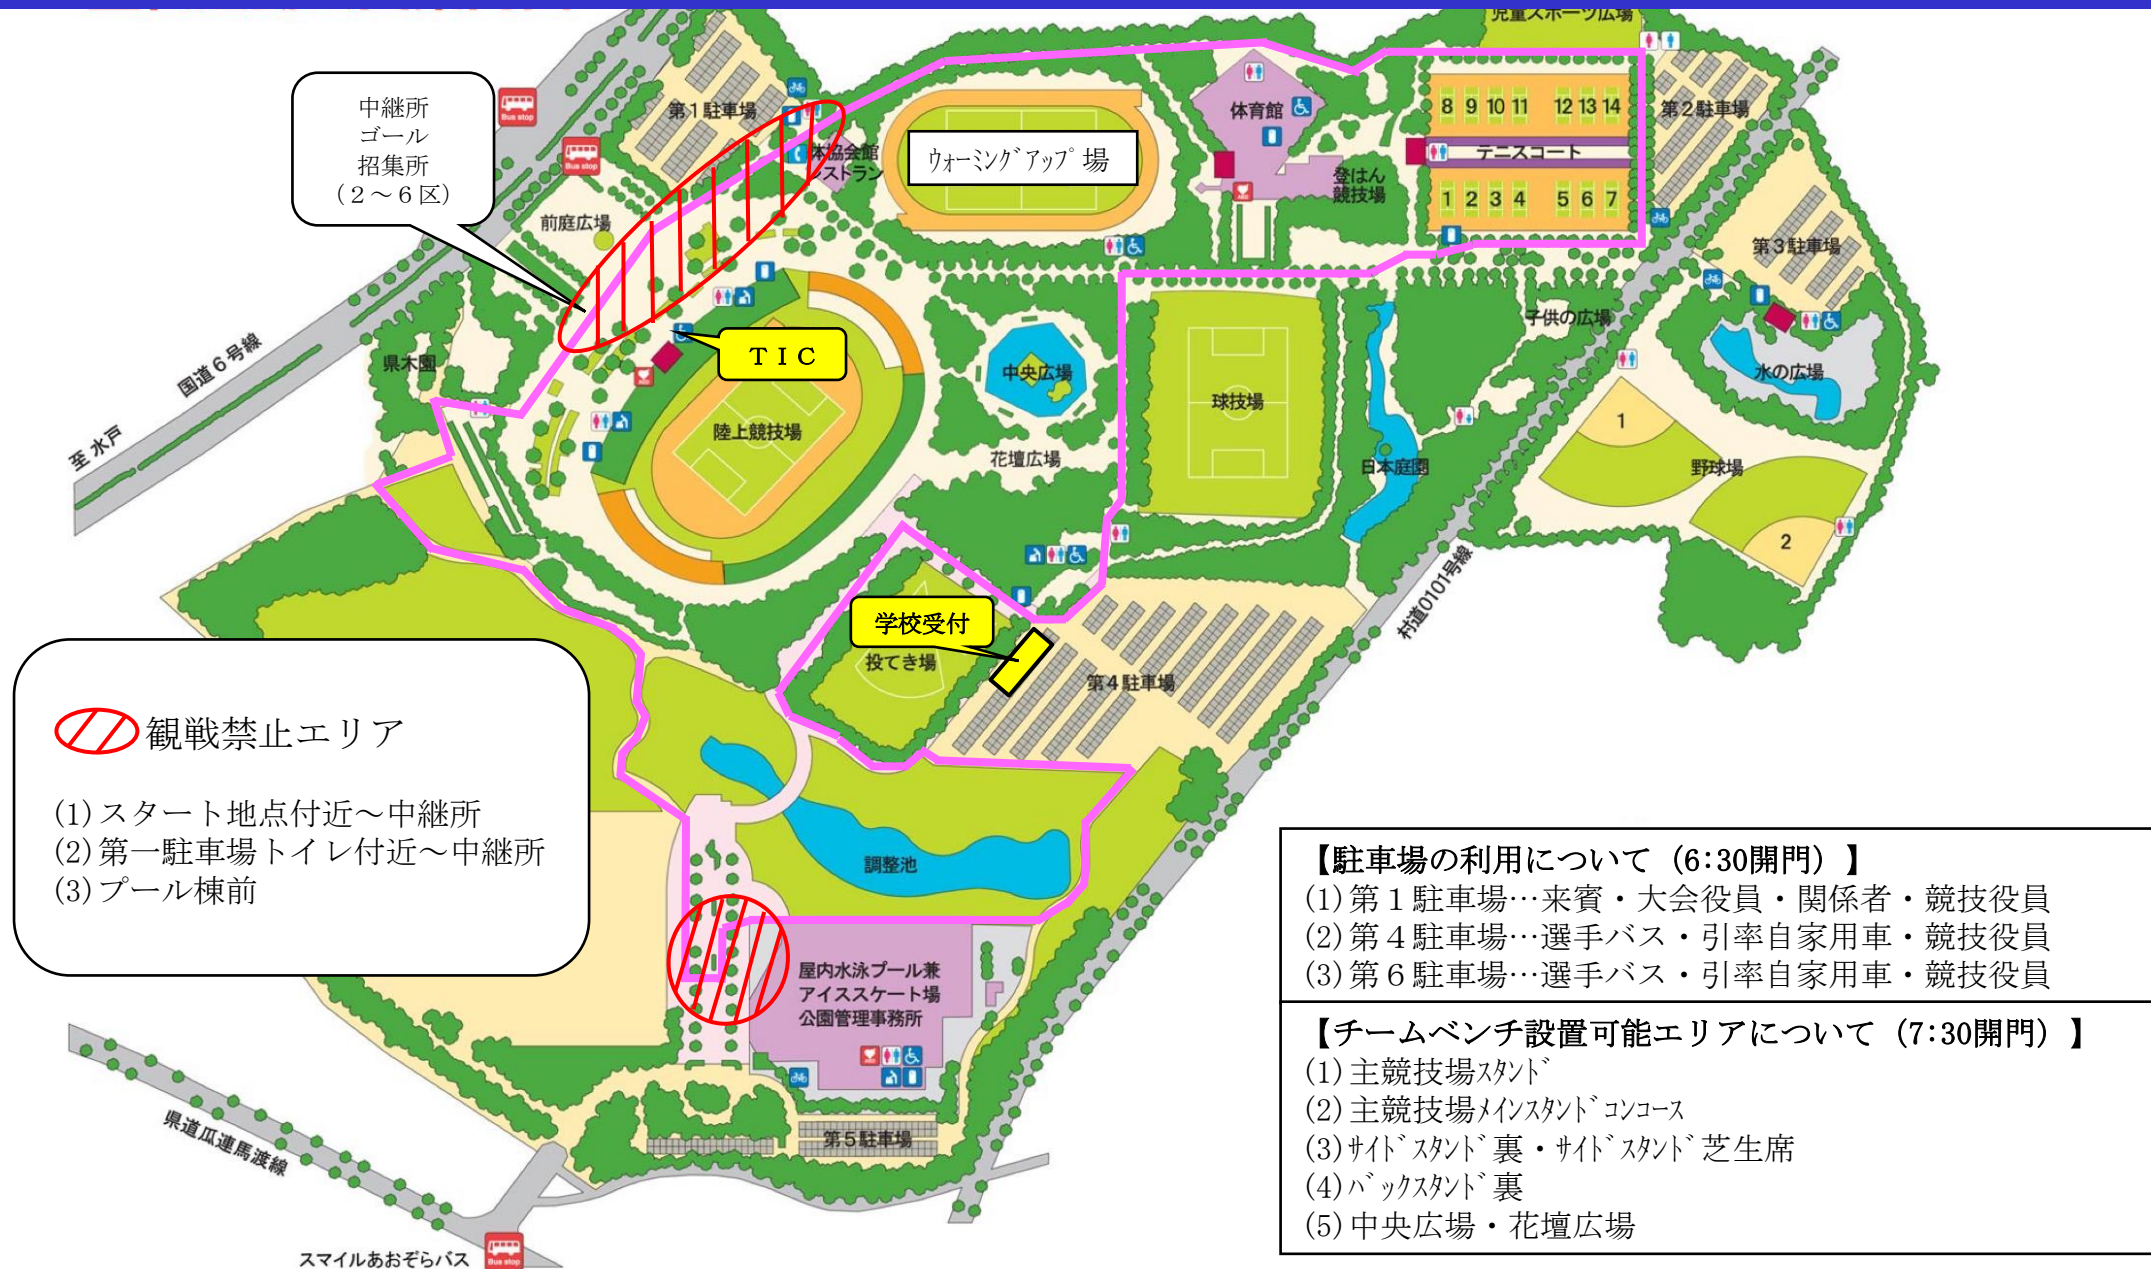 児童スポーツ広場
中継所
ゴール
招集所
(２～６区)
Bus stop
Bus stop
第１駐車場
体協会館
レストラン
ｳｫｰﾐﾝｸﾞｱｯﾌﾟ場
体育館
登はん
競技場
8 9 10 11 12 13 14
テニスコート
1 2 3 4 5 6 7
第２駐車場
第３駐車場
前庭広場
国道６号線
至 水戸
県木園
ＴＩＣ
陸上競技場
中央広場
花壇広場
球技場
日本庭園
子供の広場
水の広場
1
野球場
2
村道0101号線
学校受付
投てき場
第４駐車場
観戦禁止エリア
(1)スタート地点付近～中継所
(2)第一駐車場トイレ付近～中継所
(3)プール棟前
調整池
屋内水泳プール兼
アイススケート場
公園管理事務所
第５駐車場
県道瓜連馬渡線
スマイルあおぞらバス
Bus stop
【駐車場の利用について（6:30開門）】
(1)第１駐車場…来賓・大会役員・関係者・競技役員
(2)第４駐車場…選手バス・引率自家用車・競技役員
(3)第６駐車場…選手バス・引率自家用車・競技役員
【チームベンチ設置可能エリアについて（7:30開門）】
(1)主競技場ｽﾀﾝﾄﾞ
(2)主競技場ﾒｲﾝｽﾀﾝﾄﾞｺﾝｺｰｽ
(3)ｻｲﾄﾞｽﾀﾝﾄﾞ裏・ｻｲﾄﾞｽﾀﾝﾄﾞ芝生席
(4)ﾊﾞｯｸｽﾀﾝﾄﾞ裏
(5)中央広場・花壇広場